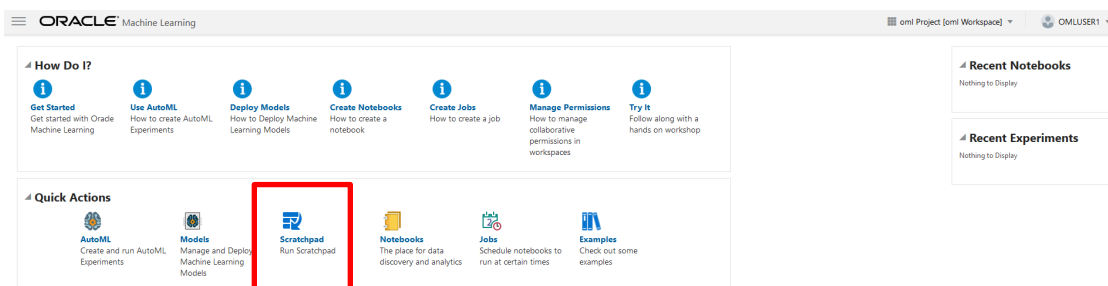 ORACLE® Machine Learning
oml Project [oml Workspace]
OMLUSER1
How Do I?
Get Started
Get started with Oracle
Machine Learning
Use AutoML
How to create AutoML
Experiments
Deploy Models
How to Deploy Machine
Learning Models
Create Notebooks
How to create a
notebook
Create Jobs
How to create a job
Manage Permissions
How to manage
collaborative
permissions in
workspaces
Try It
Follow along with a
hands on workshop
Recent Notebooks
Nothing to Display
Recent Experiments
Nothing to Display
Quick Actions
AutoML
Create and run AutoML
Experiments
Models
Manage and Deploy
Machine Learning
Models
Scratchpad
Run Scratchpad
Notebooks
The place for data
discovery and analytics
Jobs
Schedule notebooks to
run at certain times
Examples
Check out some
examples